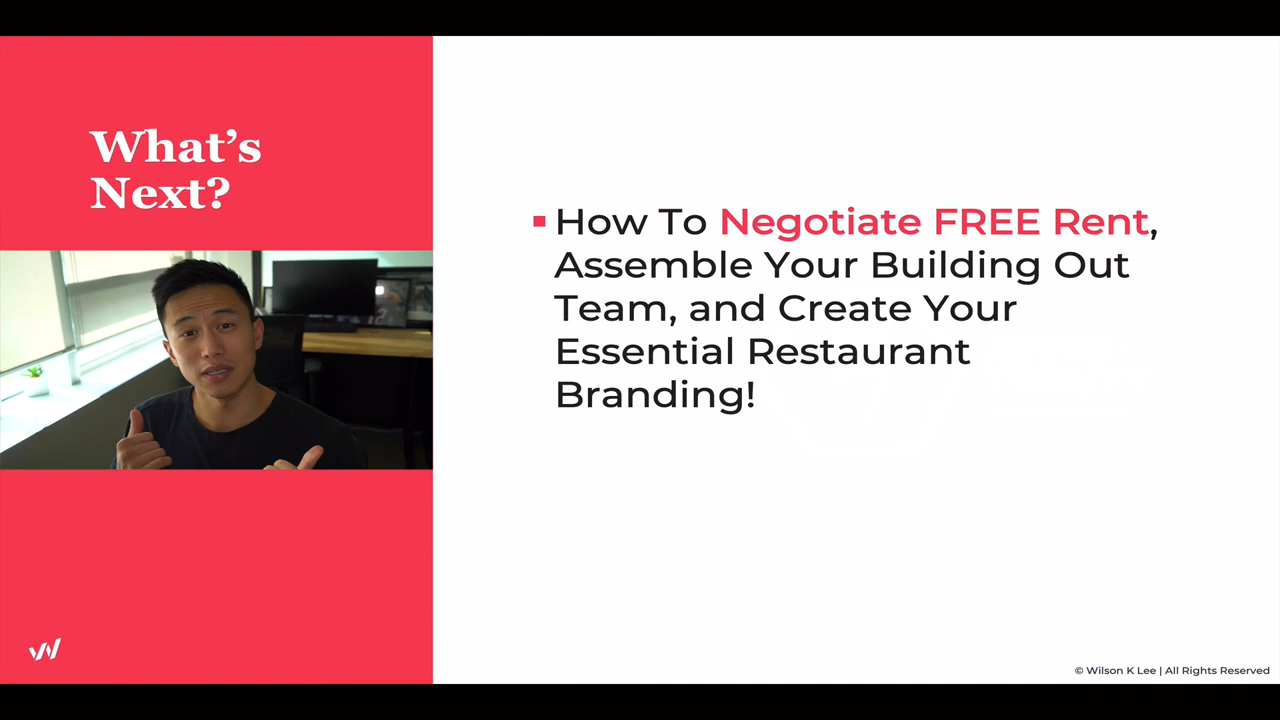 What's
Next?
▪ How To Negotiate FREE Rent,
Assemble Your Building Out
Team, and Create Your
Essential Restaurant
Branding!
© Wilson K Lee | All Rights Reserved